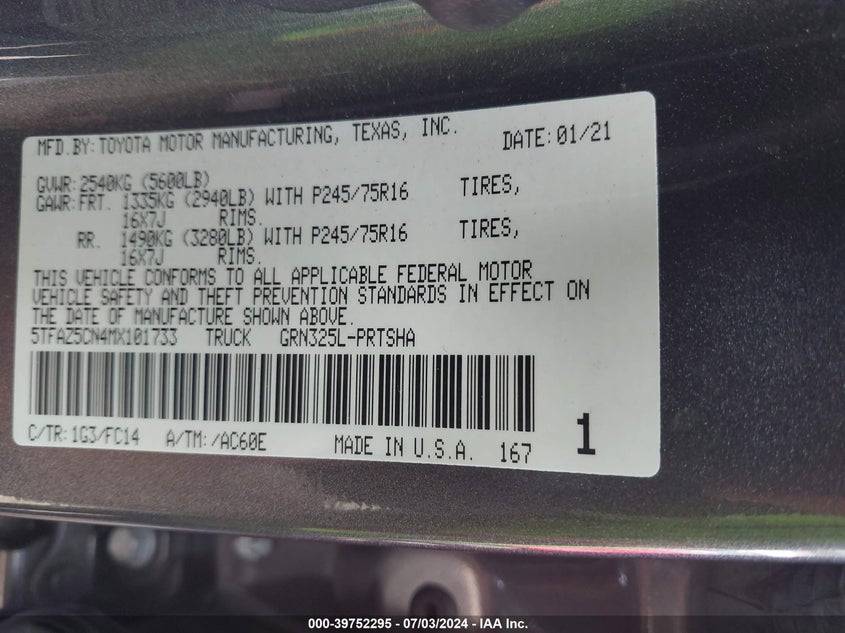 MFD.BY:TOYOTA MOTOR MANUFACTURING, TEXAS, INC. DATE:01/21
GVWR:2540KG (5600LB)
GAWR:FRT. 1335KG (2940LB) WITH P245/75R16 TIRES,
16X7J RIMS.
RR. 1490KG (3280LB) WITH P245/75R16 TIRES,
16X7J RIMS.
THIS VEHICLE CONFORMS TO ALL APPLICABLE FEDERAL MOTOR
VEHICLE SAFETY AND THEFT PREVENTION STANDARDS IN EFFECT ON
THE DATE OF MANUFACTURE SHOWN ABOVE.
5TFAZ5CN4MX101733 TRUCK GRN325L-PRTSHA
C/TR:1G3/FC14 A/TM:/AC60E MADE IN U.S.A. 167 1
000-39752295 - 07/03/2024 - IAA Inc.